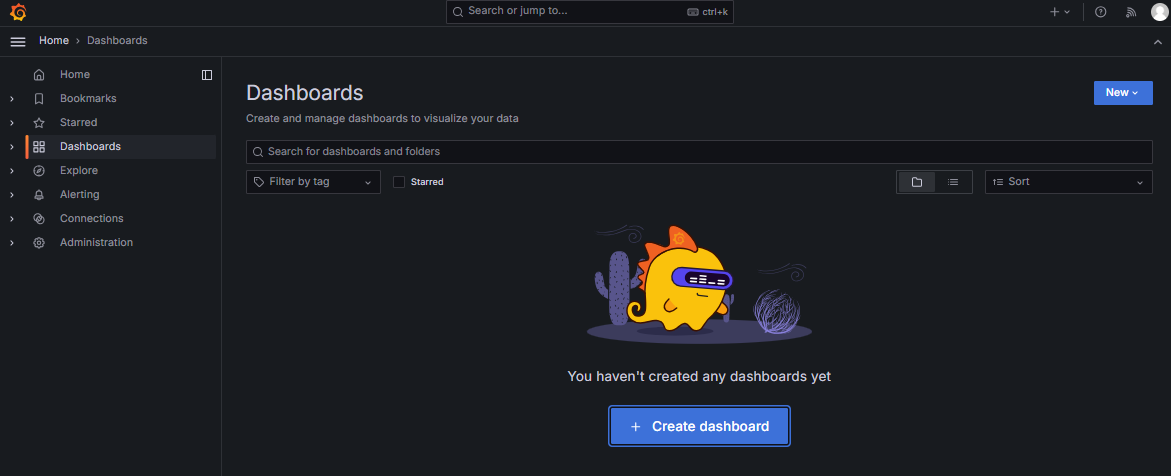 Search or jump to...
ctrl+k
Home › Dashboards
Home
Bookmarks
Starred
Dashboards
Explore
Alerting
Connections
Administration
Dashboards
New
Create and manage dashboards to visualize your data
Search for dashboards and folders
Filter by tag
Starred
Sort
You haven't created any dashboards yet
+ Create dashboard